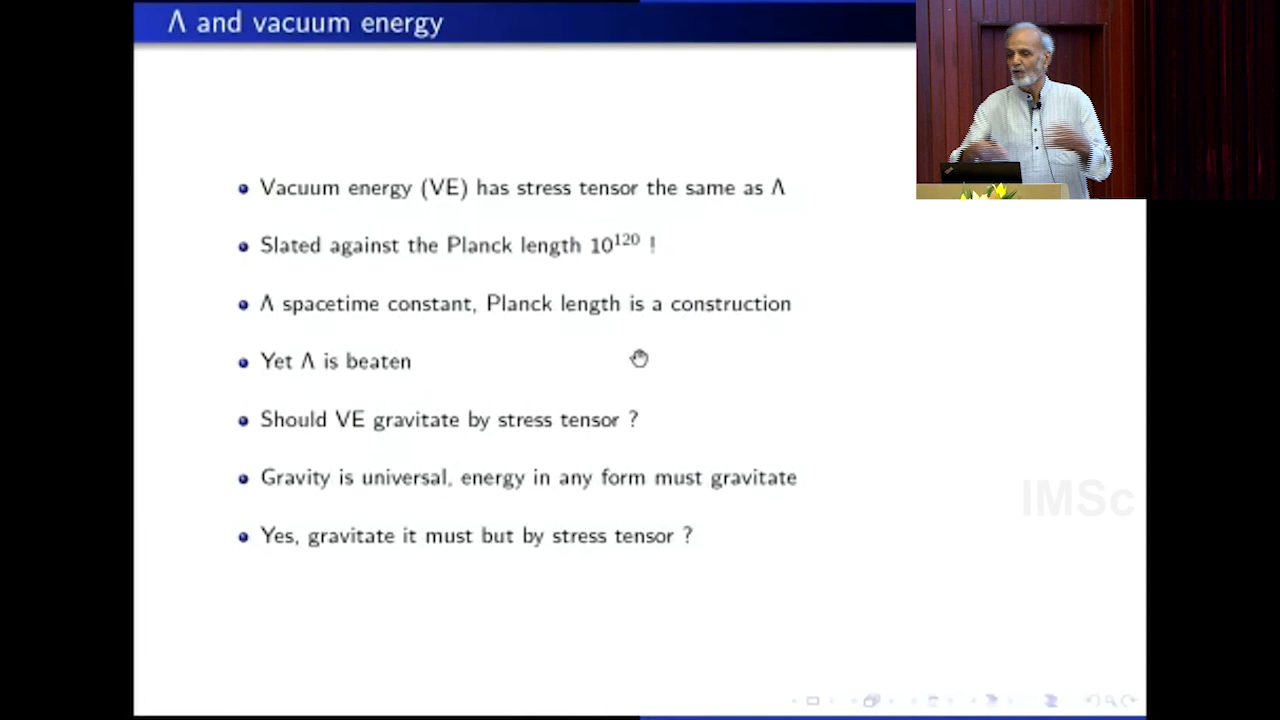 Λ and vacuum energy
Vacuum energy (VE) has stress tensor the same as Λ
Slated against the Planck length 10¹²⁰ !
Λ spacetime constant, Planck length is a construction
Yet Λ is beaten
Should VE gravitate by stress tensor ?
Gravity is universal, energy in any form must gravitate
Yes, gravitate it must but by stress tensor ?
IMSc